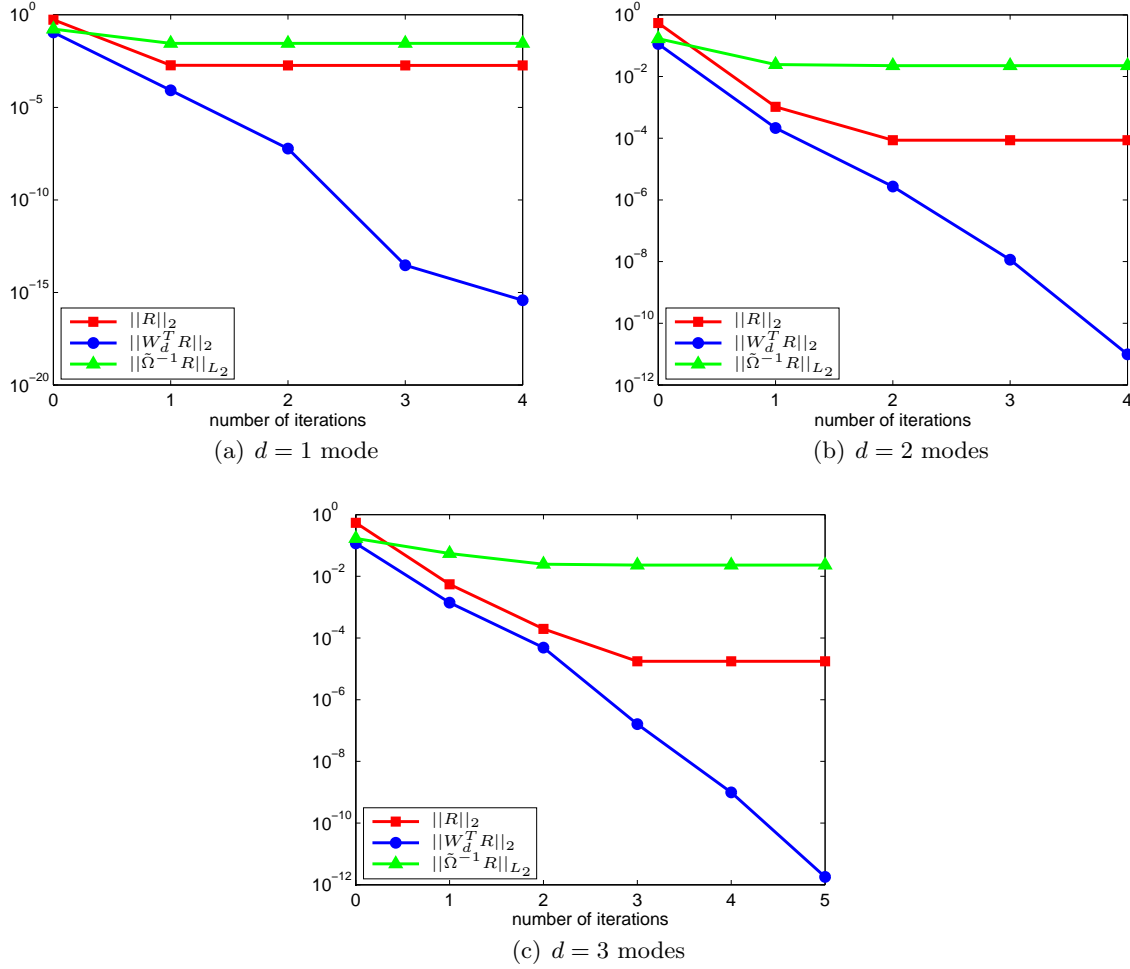 10^0
10^-5
10^-10
10^-15
10^-20
||R||_2
||W_d^T R||_2
||Ω̃^-1 R||_L_2
0 1 2 3 4
number of iterations
(a) d = 1 mode
10^0
10^-2
10^-4
10^-6
10^-8
10^-10
10^-12
||R||_2
||W_d^T R||_2
||Ω̃^-1 R||_L_2
0 1 2 3 4
number of iterations
(b) d = 2 modes
10^0
10^-2
10^-4
10^-6
10^-8
10^-10
10^-12
||R||_2
||W_d^T R||_2
||Ω̃^-1 R||_L_2
0 1 2 3 4 5
number of iterations
(c) d = 3 modes